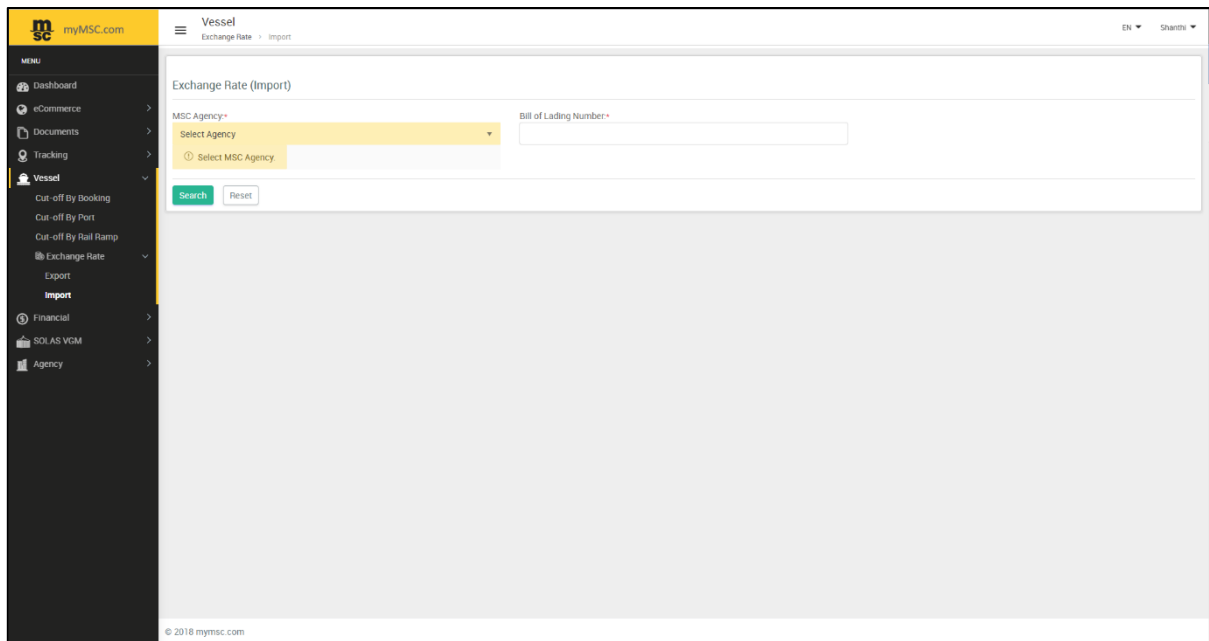 msc
myMSC.com
Vessel
Exchange Rate > Import
EN
Shanthi
MENU
Dashboard
eCommerce
Documents
Tracking
Vessel
Cut-off By Booking
Cut-off By Port
Cut-off By Rail Ramp
Exchange Rate
Export
Import
Financial
SOLAS VGM
Agency
Exchange Rate (Import)
MSC Agency:*
Select Agency
Select MSC Agency.
Bill of Lading Number:*
Search
Reset
© 2018 mymsc.com